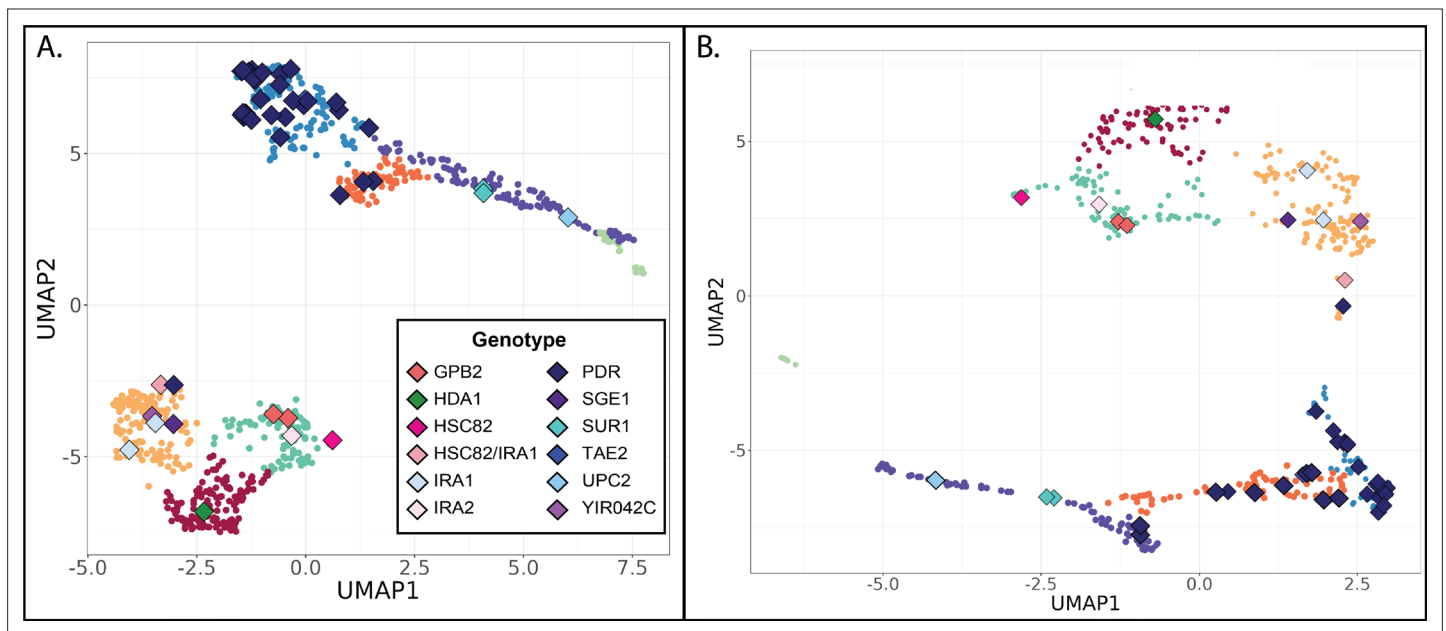 A.
UMAP2
5
0
-5
-5.0 -2.5 0.0 2.5 5.0 7.5
UMAP1
Genotype
GPB2 PDR
HDA1 SGE1
HSC82 SUR1
HSC82/IRA1 TAE2
IRA1 UPC2
IRA2 YIR042C
B.
UMAP2
5
0
-5
-5.0 -2.5 0.0 2.5
UMAP1